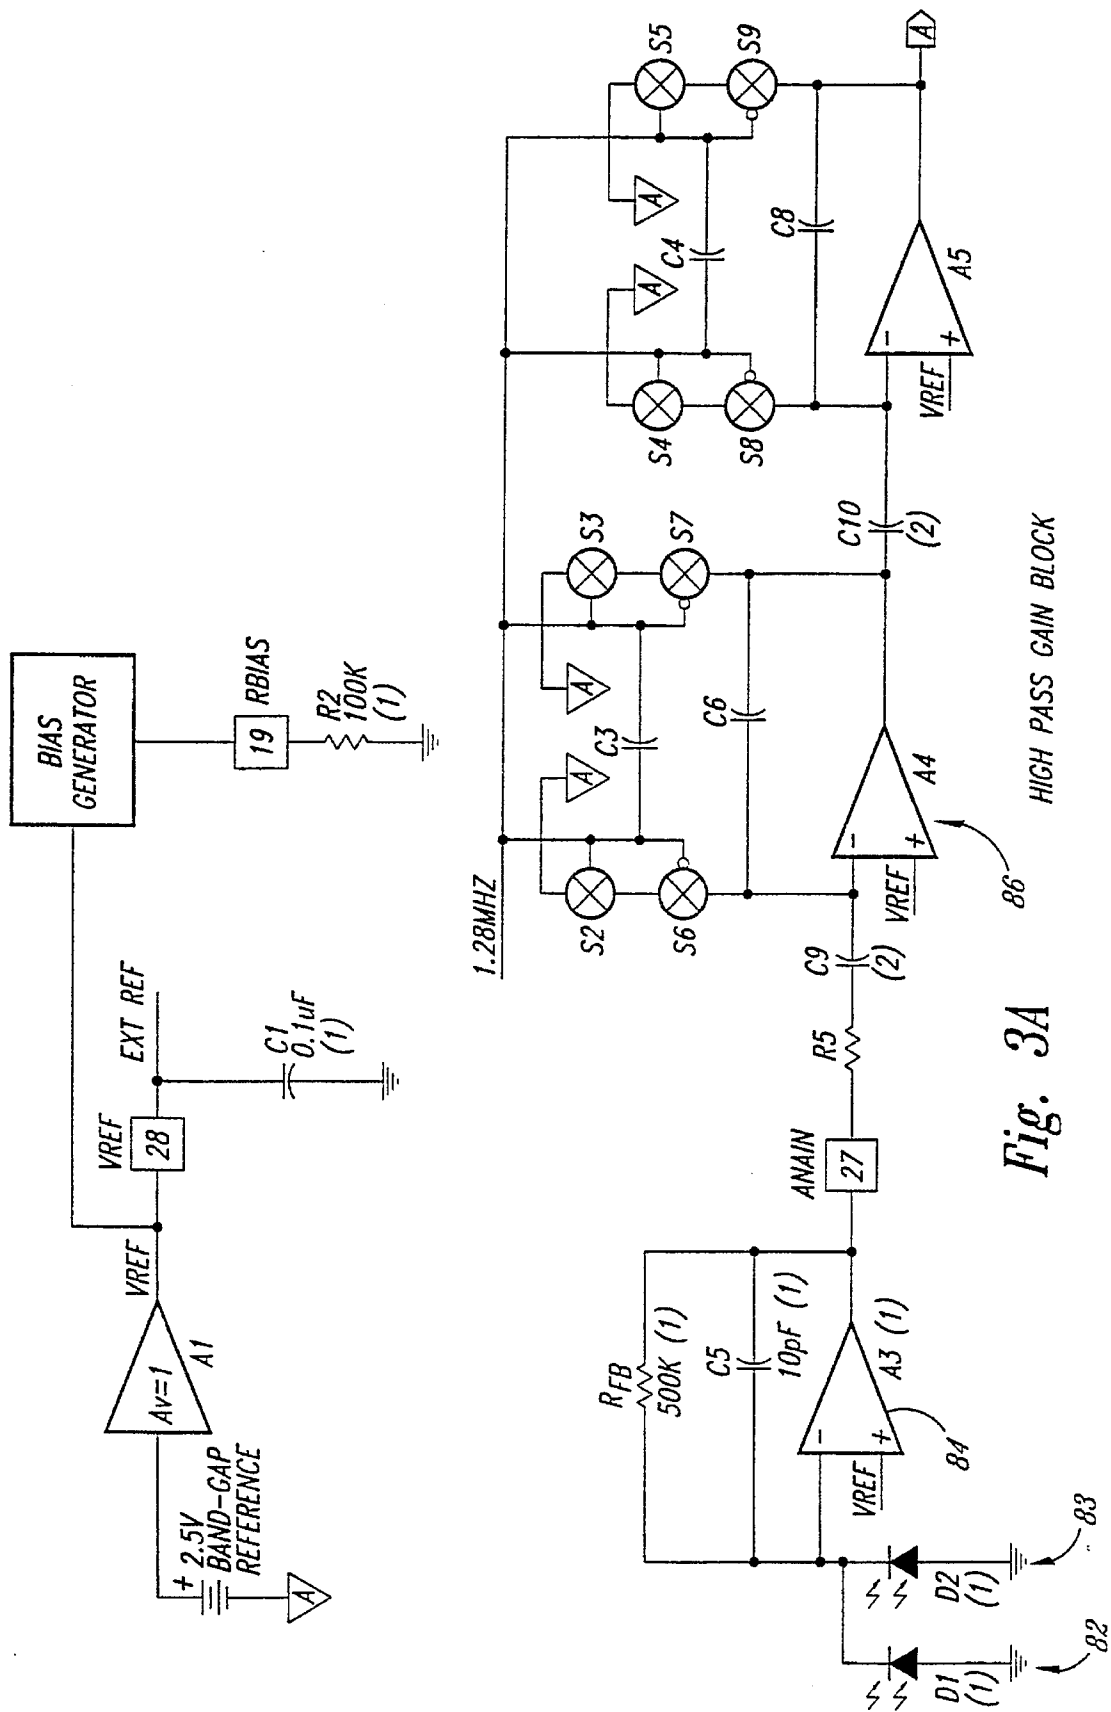 BIAS
GENERATOR
19
RBIAS
R2
100K
(1)
VREF
28
VREF
EXT REF
C1
0.1uF
(1)
Av=1
A1
+
2.5V
BAND-GAP
REFERENCE
A
1.28MHZ
S2
S6
A
A
C3
S3
S7
C6
S4
S8
A
A
C4
S5
S9
C8
A
RFB
500K (1)
C5
10pF (1)
-
+
VREF
A3 (1)
84
D1
(1)
82
D2
(1)
83
ANAIN
27
R5
C9
(2)
-
+
VREF
A4
86
C10
(2)
-
+
VREF
A5
HIGH PASS GAIN BLOCK
Fig. 3A